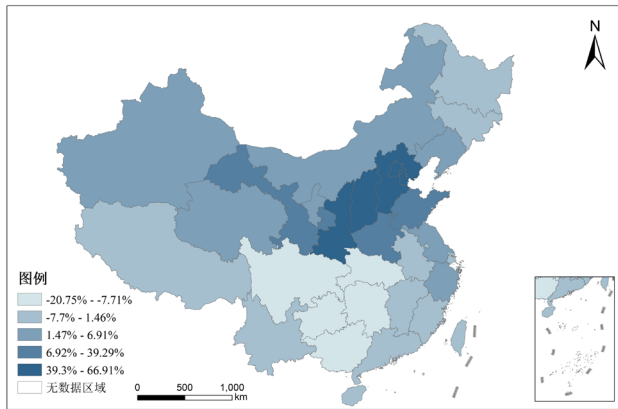 N
图例
-20.75% - -7.71%
-7.7% - 1.46%
1.47% - 6.91%
6.92% - 39.29%
39.3% - 66.91%
无数据区域
0 500 1,000
km